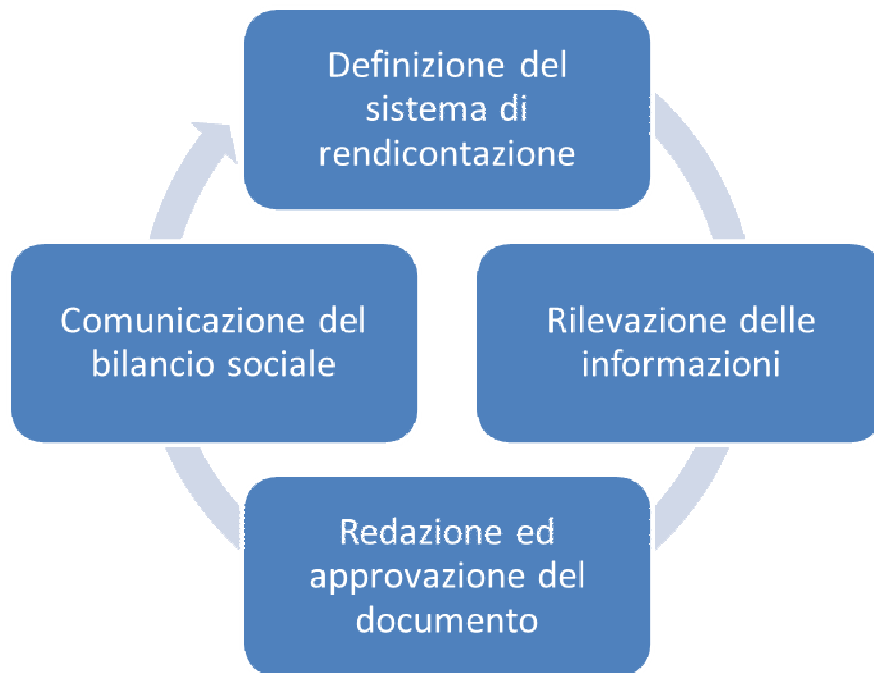 Definizione del
sistema di
rendicontazione
Rilevazione delle
informazioni
Redazione ed
approvazione del
documento
Comunicazione del
bilancio sociale